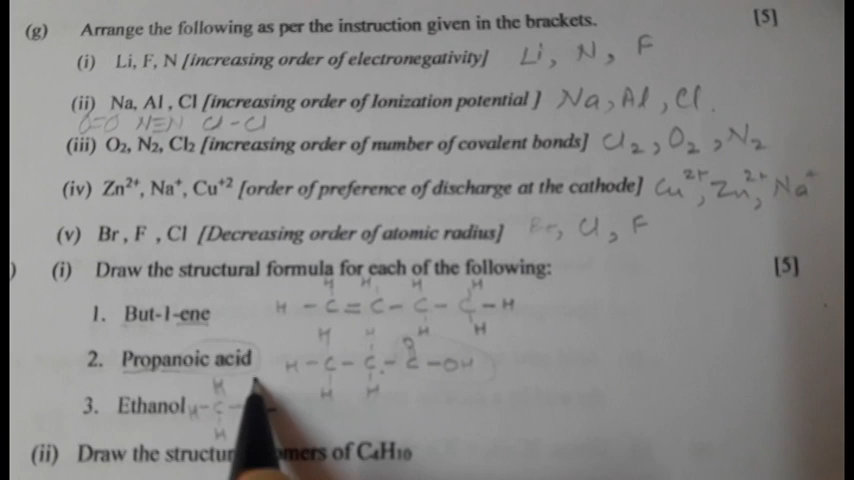 (g) Arrange the following as per the instruction given in the brackets. [5]
(i) Li, F, N [increasing order of electronegativity] Li, N, F
(ii) Na, Al , Cl [increasing order of Ionization potential ] Na, Al, Cl.
O=O N≡N Cl-Cl
(iii) O₂, N₂, Cl₂ [increasing order of number of covalent bonds] Cl₂, O₂, N₂
(iv) Zn²⁺, Na⁺, Cu⁺² [order of preference of discharge at the cathode] Cu²⁺, Zn²⁺, Na⁺
(v) Br , F , Cl [Decreasing order of atomic radius] Br, Cl, F
) (i) Draw the structural formula for each of the following: [5]
H H H H
1. But-1-ene H - C = C - C - C - H
H H
H H O
2. Propanoic acid H - C - C - C - OH
H H H
3. Ethanol H - C -
H
(ii) Draw the structur omers of C₄H₁₀